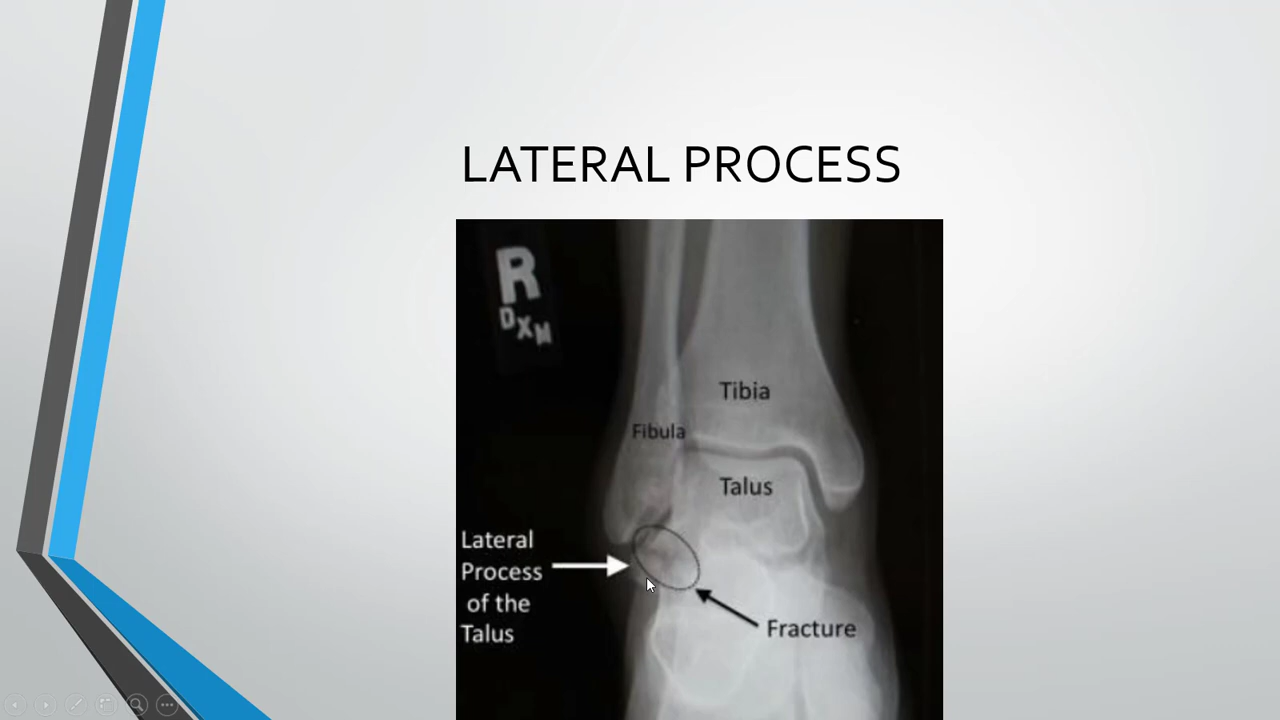 LATERAL PROCESS
R
DXM
Tibia
Fibula
Talus
Lateral
Process
of the
Talus
Fracture